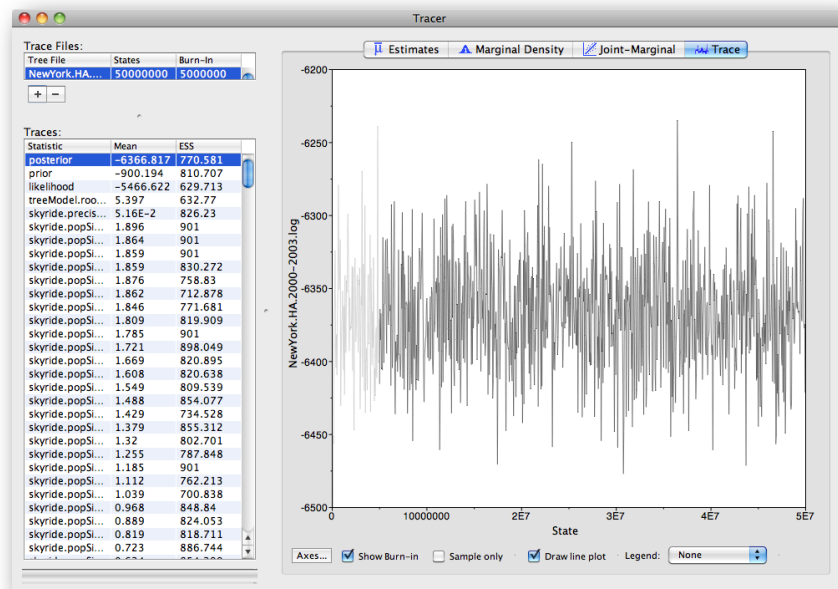 Tracer
Trace Files:
Tree File States Burn-In
NewYork.HA.... 50000000 5000000
+ −
Traces:
Statistic Mean ESS
posterior -6366.817 770.581
prior -900.194 810.707
likelihood -5466.622 629.713
treeModel.roo... 5.397 632.77
skyride.precis... 5.16E-2 826.23
skyride.popSi... 1.896 901
skyride.popSi... 1.864 901
skyride.popSi... 1.859 901
skyride.popSi... 1.859 830.272
skyride.popSi... 1.876 758.83
skyride.popSi... 1.862 712.878
skyride.popSi... 1.846 771.681
skyride.popSi... 1.809 819.909
skyride.popSi... 1.785 901
skyride.popSi... 1.721 898.049
skyride.popSi... 1.669 820.895
skyride.popSi... 1.608 820.638
skyride.popSi... 1.549 809.539
skyride.popSi... 1.488 854.077
skyride.popSi... 1.429 734.528
skyride.popSi... 1.379 855.312
skyride.popSi... 1.32 802.701
skyride.popSi... 1.255 787.848
skyride.popSi... 1.185 901
skyride.popSi... 1.112 762.213
skyride.popSi... 1.039 700.838
skyride.popSi... 0.968 848.84
skyride.popSi... 0.889 824.053
skyride.popSi... 0.819 818.711
skyride.popSi... 0.723 886.744
μ Estimates Marginal Density Joint-Marginal Trace
-6200
-6250
-6300
-6350
-6400
-6450
-6500
NewYork.HA.2000-2003.log
0 10000000 2E7 3E7 4E7 5E7
State
Axes... Show Burn-in Sample only Draw line plot Legend: None